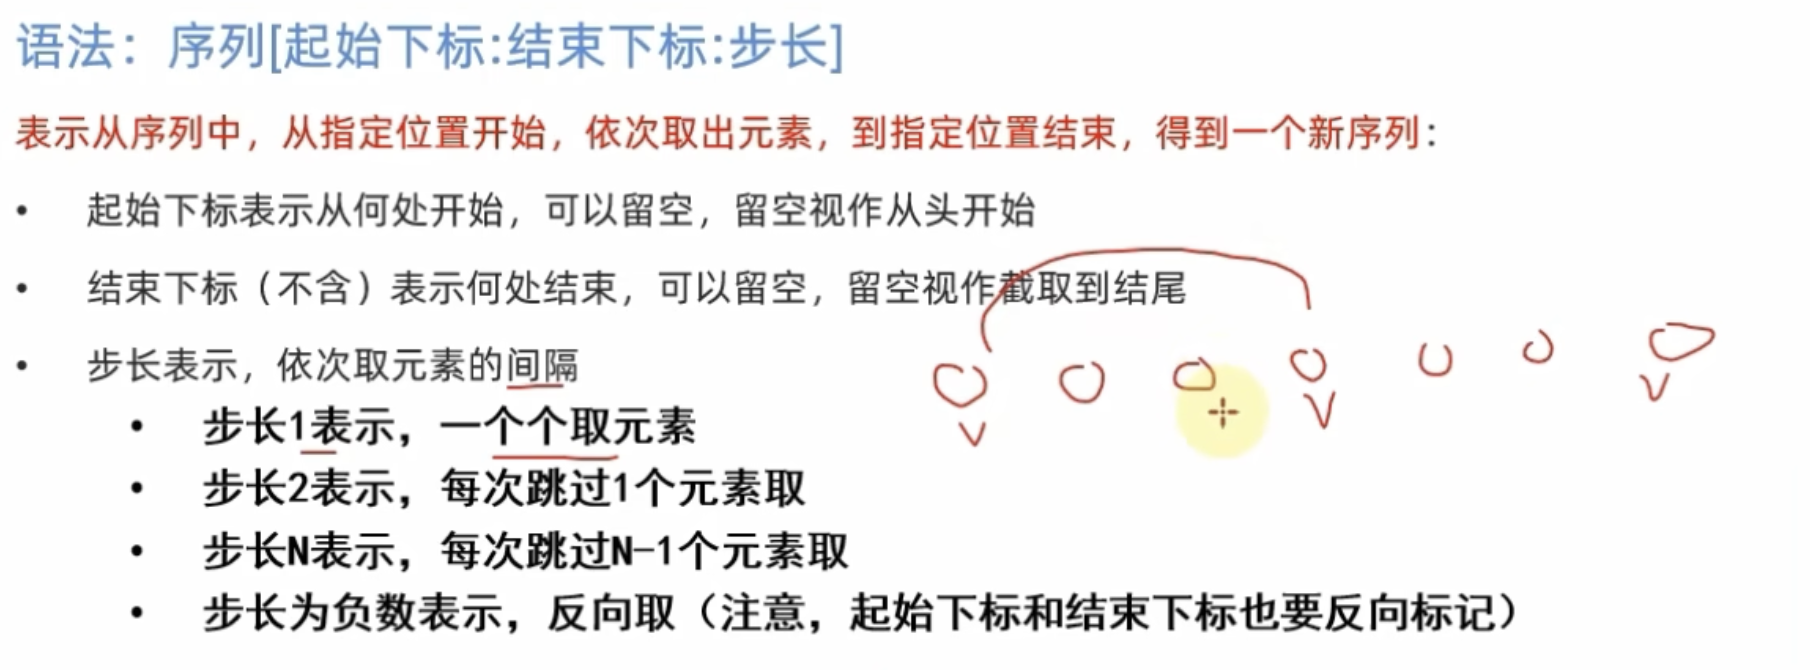 语法：序列[起始下标:结束下标:步长]
表示从序列中，从指定位置开始，依次取出元素，到指定位置结束，得到一个新序列：
• 起始下标表示从何处开始，可以留空，留空视作从头开始
• 结束下标（不含）表示何处结束，可以留空，留空视作截取到结尾
• 步长表示，依次取元素的间隔
• 步长1表示，一个个取元素
• 步长2表示，每次跳过1个元素取
• 步长N表示，每次跳过N-1个元素取
• 步长为负数表示，反向取（注意，起始下标和结束下标也要反向标记）